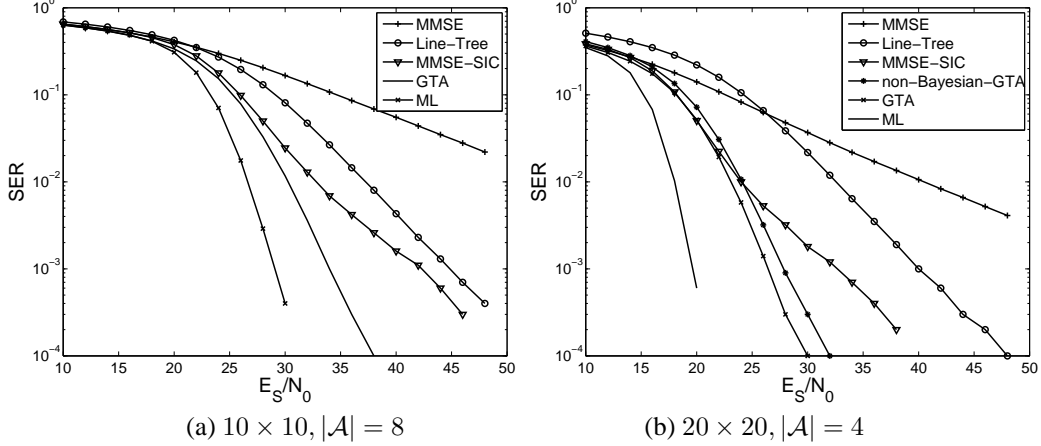 10^0
10^-1
10^-2
10^-3
10^-4
SER
10 15 20 25 30 35 40 45 50
E_S/N_0
MMSE
Line−Tree
MMSE−SIC
GTA
ML
(a) 10 × 10, |𝒜| = 8
10^0
10^-1
10^-2
10^-3
10^-4
SER
10 15 20 25 30 35 40 45 50
E_S/N_0
MMSE
Line−Tree
MMSE−SIC
non−Bayesian−GTA
GTA
ML
(b) 20 × 20, |𝒜| = 4